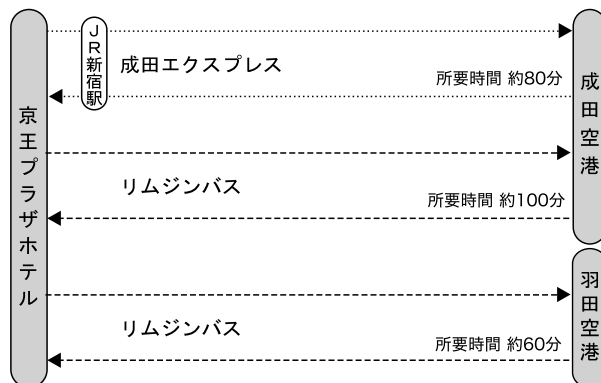 京王プラザホテル
JR新宿駅
成田エクスプレス
所要時間 約80分
リムジンバス
所要時間 約100分
成田空港
リムジンバス
所要時間 約60分
羽田空港